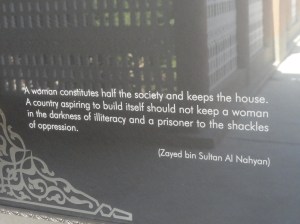 "A woman constitutes half the society and keeps the house.
A country aspiring to build itself should not keep a woman
in the darkness of illiteracy and a prisoner to the shackles
of oppression.
(Zayed bin Sultan Al Nahyan)